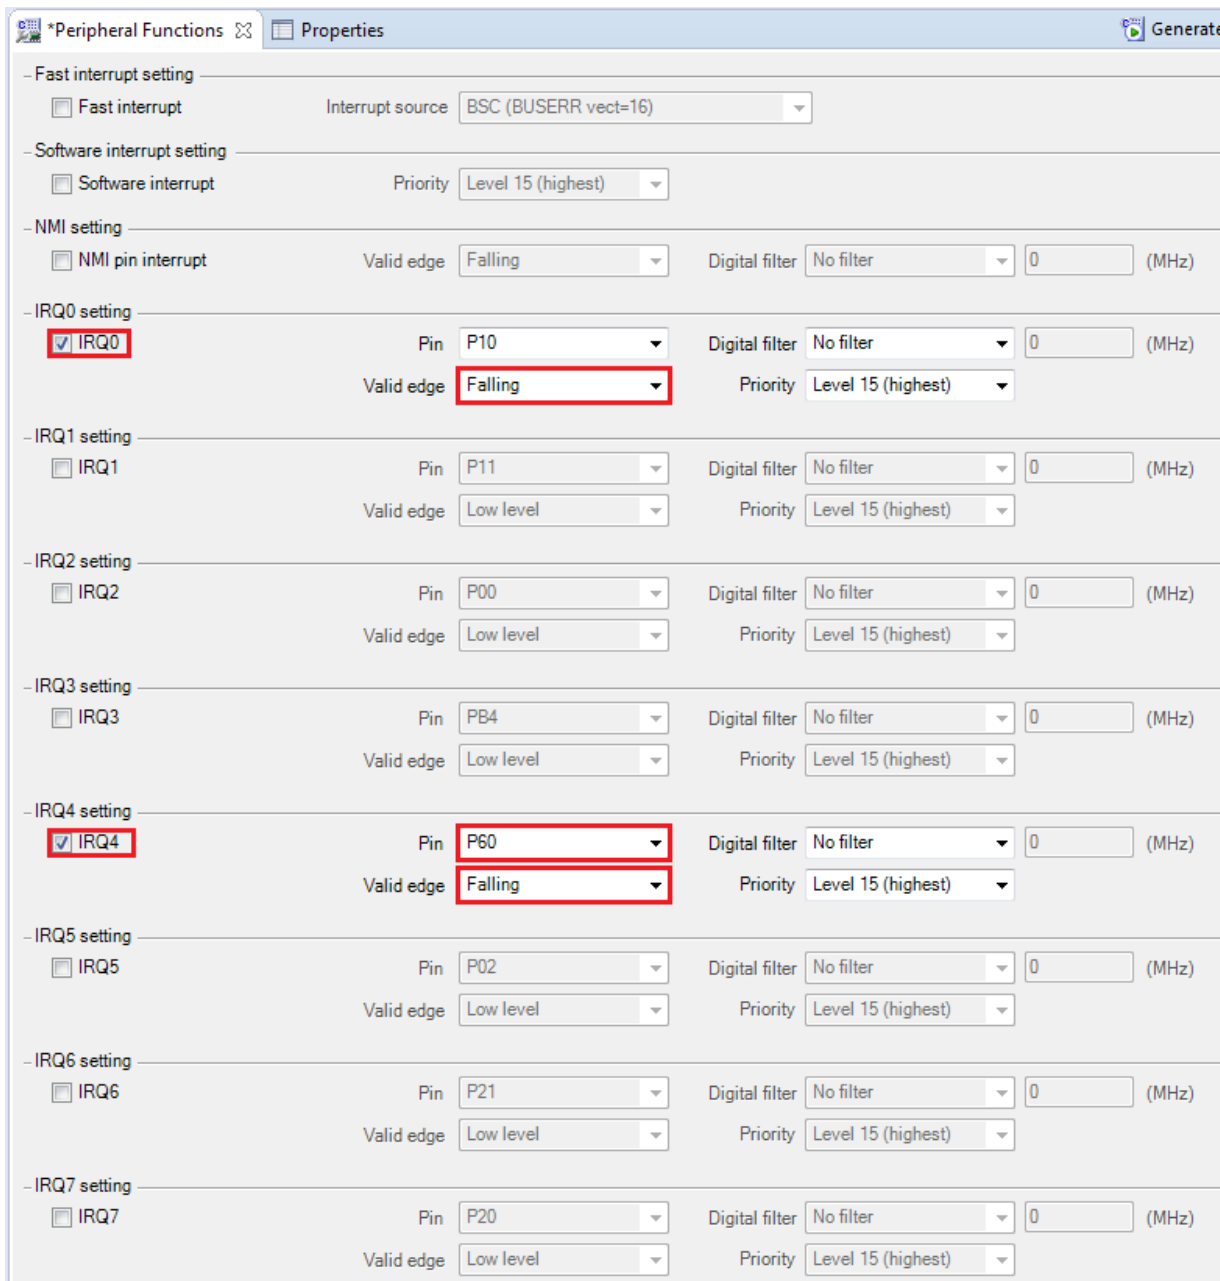 *Peripheral Functions Properties Generate
Fast interrupt setting
Fast interrupt Interrupt source BSC (BUSERR vect=16)
Software interrupt setting
Software interrupt Priority Level 15 (highest)
NMI setting
NMI pin interrupt Valid edge Falling Digital filter No filter 0 (MHz)
IRQ0 setting
IRQ0 Pin P10 Digital filter No filter 0 (MHz)
Valid edge Falling Priority Level 15 (highest)
IRQ1 setting
IRQ1 Pin P11 Digital filter No filter 0 (MHz)
Valid edge Low level Priority Level 15 (highest)
IRQ2 setting
IRQ2 Pin P00 Digital filter No filter 0 (MHz)
Valid edge Low level Priority Level 15 (highest)
IRQ3 setting
IRQ3 Pin PB4 Digital filter No filter 0 (MHz)
Valid edge Low level Priority Level 15 (highest)
IRQ4 setting
IRQ4 Pin P60 Digital filter No filter 0 (MHz)
Valid edge Falling Priority Level 15 (highest)
IRQ5 setting
IRQ5 Pin P02 Digital filter No filter 0 (MHz)
Valid edge Low level Priority Level 15 (highest)
IRQ6 setting
IRQ6 Pin P21 Digital filter No filter 0 (MHz)
Valid edge Low level Priority Level 15 (highest)
IRQ7 setting
IRQ7 Pin P20 Digital filter No filter 0 (MHz)
Valid edge Low level Priority Level 15 (highest)